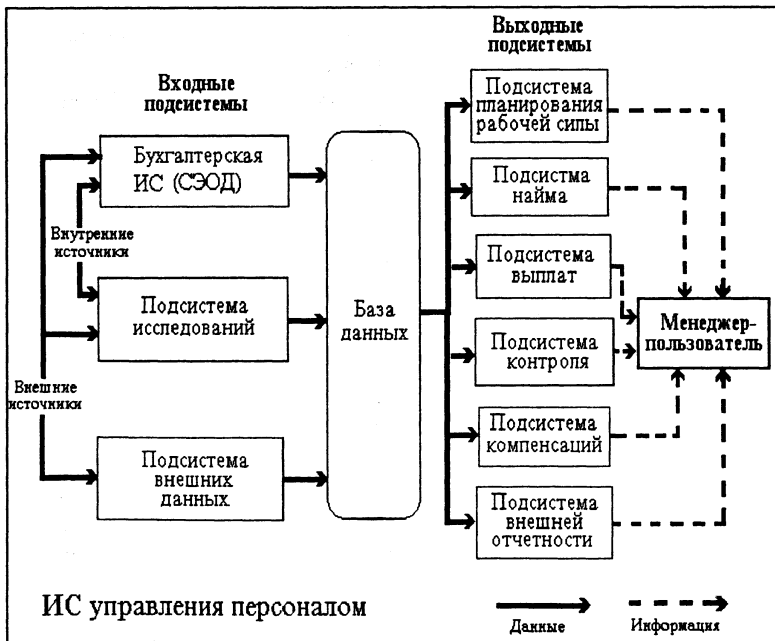 Входные
подсистемы
Бухгалтерская
ИС (СЭОД)
Внутренние
источники
Подсистема
исследований
Внешние
источники
Подсистема
внешних
данных
База
данных
Выходные
подсистемы
Подсистема
планирования
рабочей силы
Подсистма
найма
Подсистема
выплат
Подсистема
контроля
Подсистема
компенсаций
Подсистема
внешней
отчетности
Менеджер-
пользователь
ИС управления персоналом
Данные
Информация